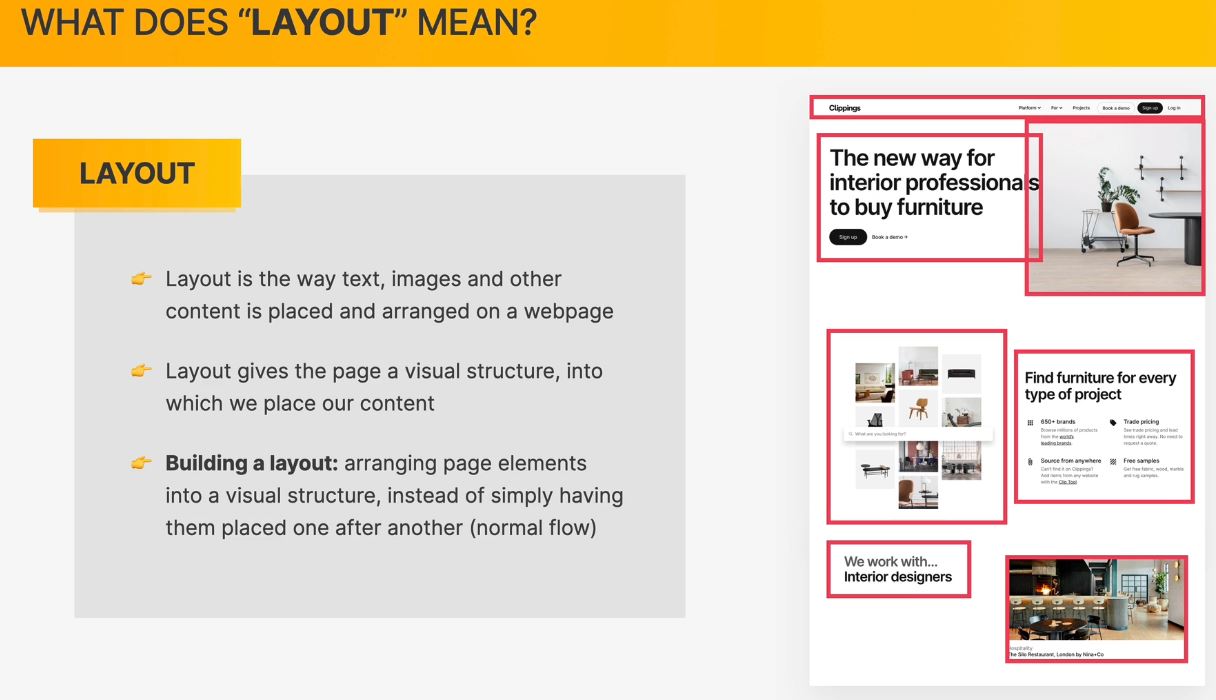 WHAT DOES “LAYOUT” MEAN?
LAYOUT
👉 Layout is the way text, images and other
content is placed and arranged on a webpage
👉 Layout gives the page a visual structure, into
which we place our content
👉 Building a layout: arranging page elements
into a visual structure, instead of simply having
them placed one after another (normal flow)
Clippings
Platform For Projects Book a demo Sign up Log in
The new way for
interior professionals
to buy furniture
Sign up Book a demo →
What are you looking for?
Find furniture for every
type of project
650+ brands
Browse millions of products
from the world's
leading brands.
Trade pricing
See trade pricing and lead
times right away. No need to
request a quote.
Source from anywhere
Can't find it on Clippings?
Add items from any website
with the Clip Tool
Free samples
Get free fabric, wood, marble
and rug samples.
We work with...
Interior designers
Hospitality
The Silo Restaurant, London by Nina+Co